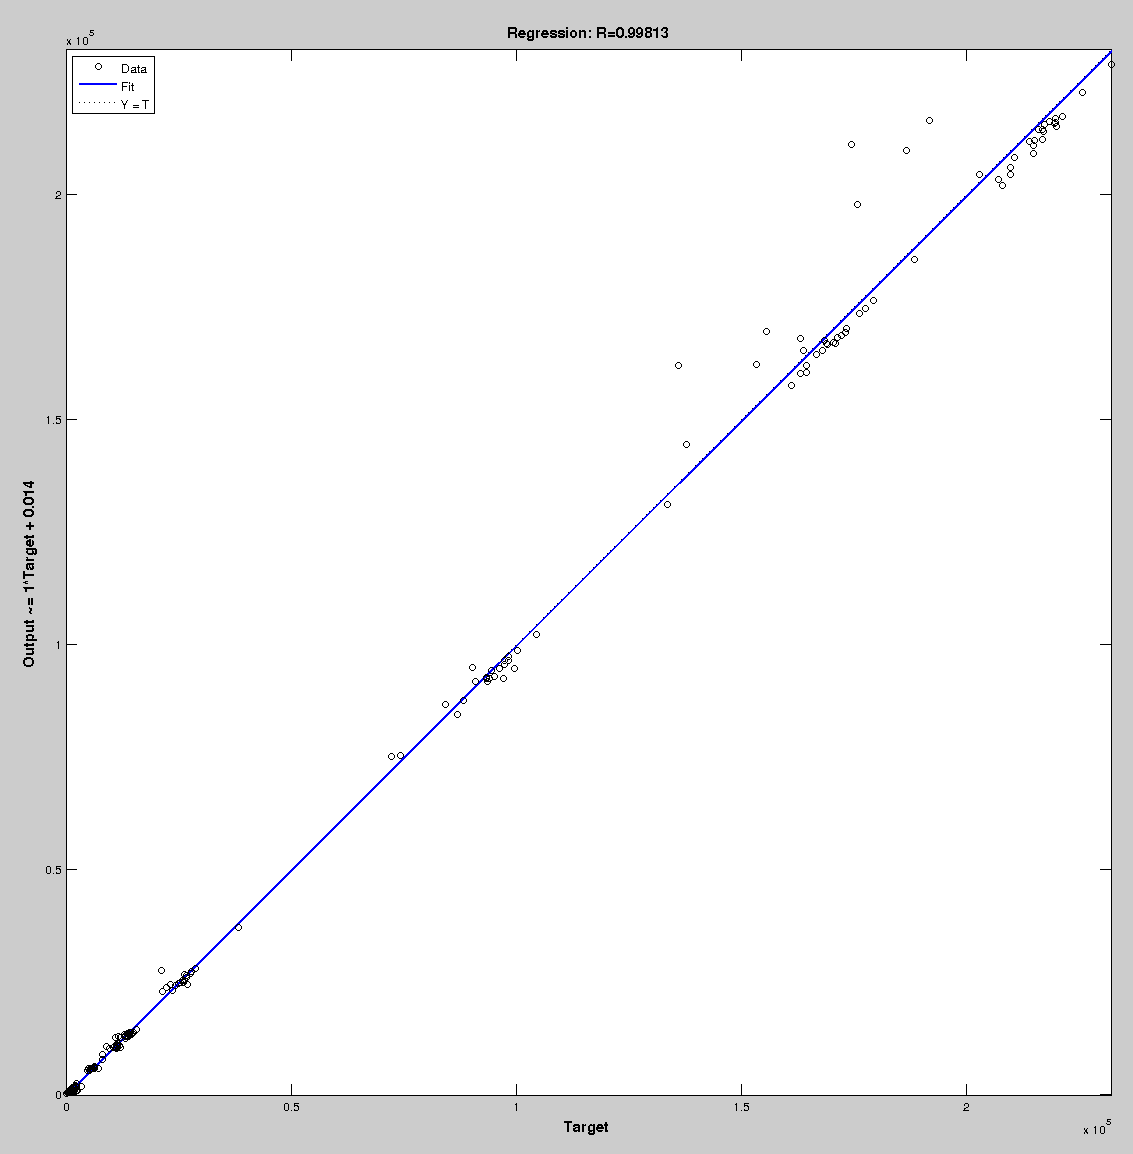 Regression: R=0.99813
x 10^5
Data
Fit
Y = T
2
1.5
1
0.5
0
Output ~= 1*Target + 0.014
0 0.5 1 1.5 2
x 10^5
Target